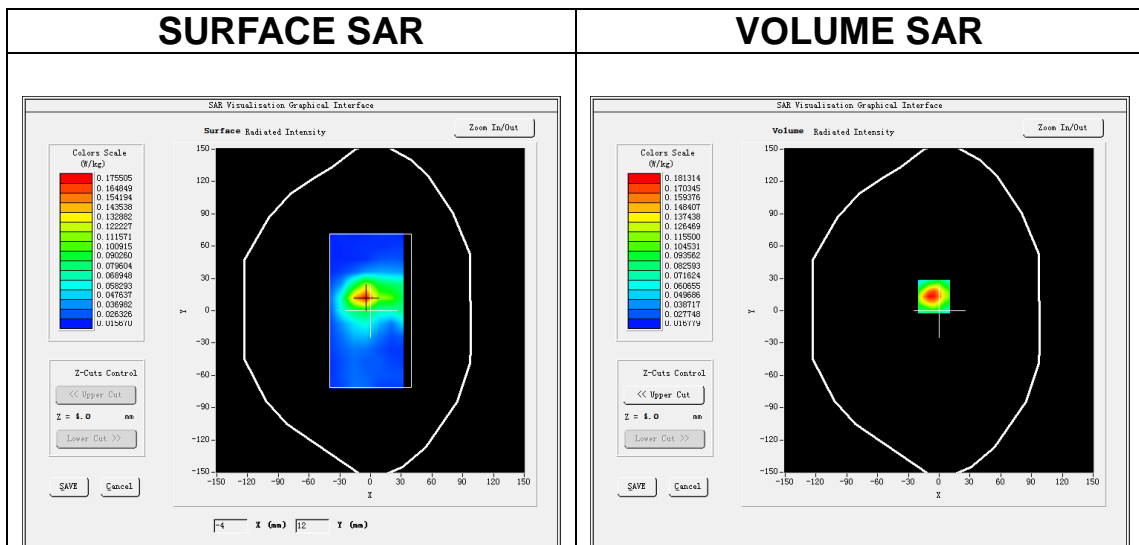 SURFACE SAR
SAR Visualisation Graphical Interface
Surface Radiated Intensity
Zoom In/Out
Colors Scale
(W/kg)
0.175505
0.164849
0.154194
0.143538
0.132882
0.122227
0.111571
0.100915
0.090260
0.079604
0.068948
0.058293
0.047637
0.036982
0.026326
0.015670
Z-Cuts Control
<< Upper Cut
Z = 4.0 mm
Lower Cut >>
SAVE Cancel
150
120
90
60
30
0
-30
-60
-90
-120
-150
Y
-150 -120 -90 -60 -30 0 30 60 90 120 150
X
-4 X (mm) 12 Y (mm)
VOLUME SAR
SAR Visualisation Graphical Interface
Volume Radiated Intensity
Zoom In/Out
Colors Scale
(W/kg)
0.181314
0.170345
0.159376
0.148407
0.137438
0.126469
0.115500
0.104531
0.093562
0.082593
0.071624
0.060655
0.049686
0.038717
0.027748
0.016779
Z-Cuts Control
<< Upper Cut
Z = 4.0 mm
Lower Cut >>
SAVE Cancel
150
120
90
60
30
0
-30
-60
-90
-120
-150
Y
-150 -120 -90 -60 -30 0 30 60 90 120 150
X